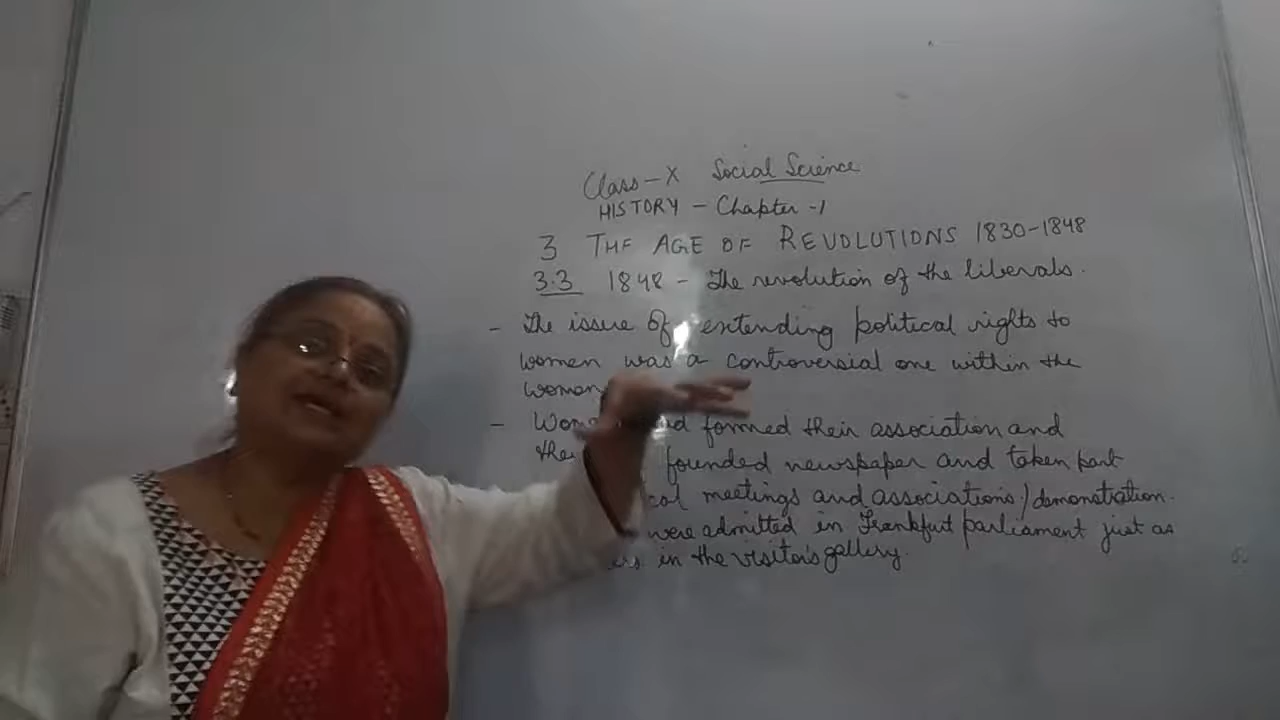 Class-X Social Science
HISTORY - Chapter-1
3 THE AGE OF REVOLUTIONS 1830-1848
3.3 1848 - The revolution of the liberals.
- The issue of extending political rights to
women was a controversial one within the
women
- formed their association and
founded newspaper and taken part
meetings and associations/demonstration.
were admitted in Frankfut parliament just as
in the visitor's gallery.